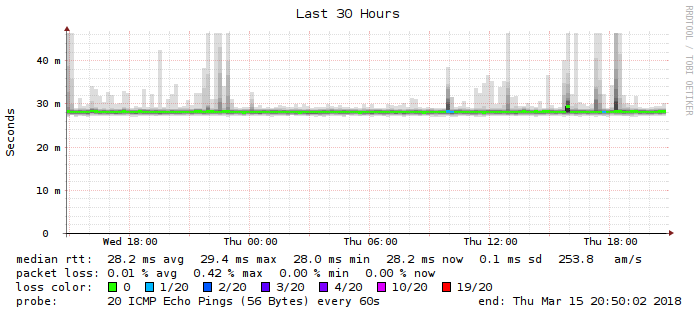 Last 30 Hours
RRDTOOL / TOBI OETIKER
Seconds
40 m
30 m
20 m
10 m
0
Wed 18:00 Thu 00:00 Thu 06:00 Thu 12:00 Thu 18:00
median rtt: 28.2 ms avg 29.4 ms max 28.0 ms min 28.2 ms now 0.1 ms sd 253.8 am/s
packet loss: 0.01 % avg 0.42 % max 0.00 % min 0.00 % now
loss color: 0 1/20 2/20 3/20 4/20 10/20 19/20
probe: 20 ICMP Echo Pings (56 Bytes) every 60s end: Thu Mar 15 20:50:02 2018